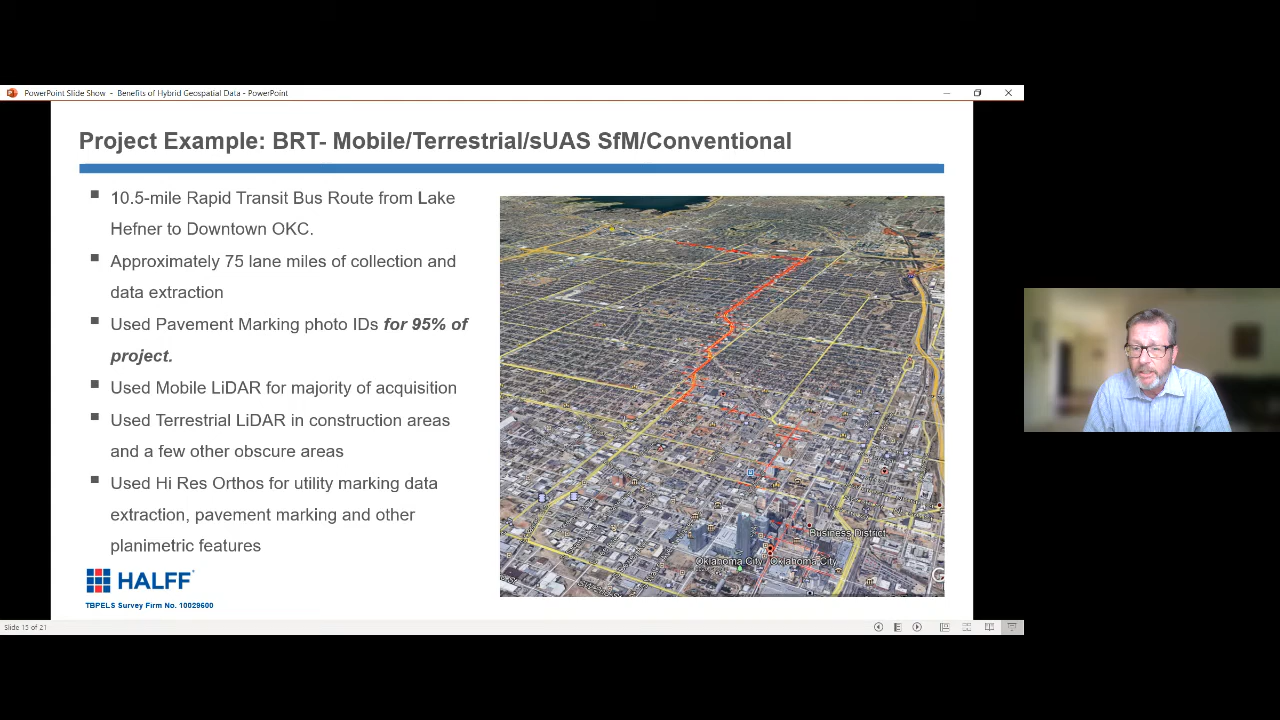 PowerPoint Slide Show - Benefits of Hybrid Geospatial Data - PowerPoint
Project Example: BRT- Mobile/Terrestrial/sUAS SfM/Conventional
10.5-mile Rapid Transit Bus Route from Lake
Hefner to Downtown OKC.
Approximately 75 lane miles of collection and
data extraction
Used Pavement Marking photo IDs for 95% of
project.
Used Mobile LiDAR for majority of acquisition
Used Terrestrial LiDAR in construction areas
and a few other obscure areas
Used Hi Res Orthos for utility marking data
extraction, pavement marking and other
planimetric features
Business District
Oklahoma City Oklahoma City
HALFF
TBPELS Survey Firm No. 10029600
Slide 15 of 21